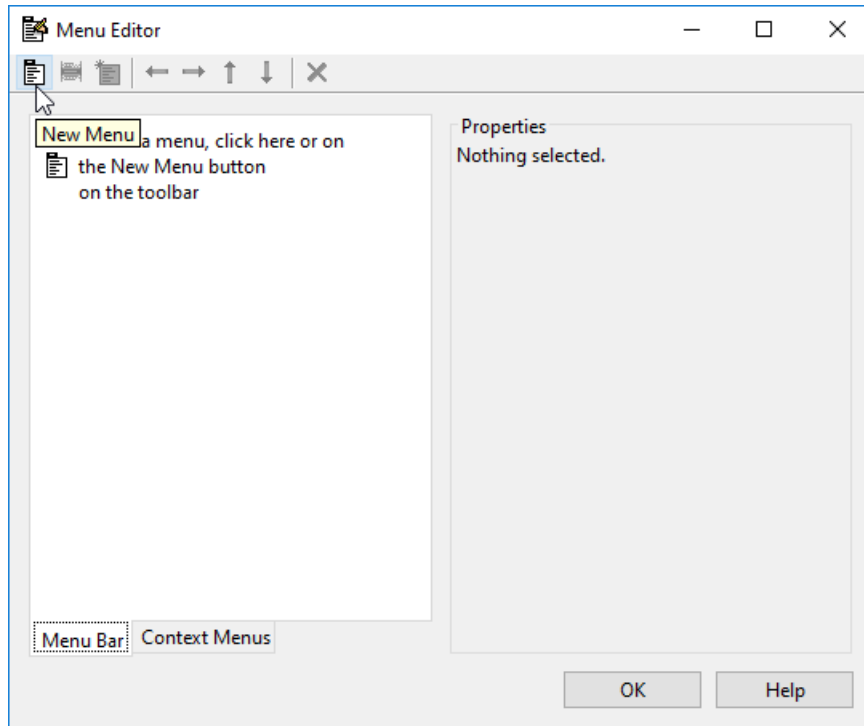 Menu Editor
New Menu
a menu, click here or on
the New Menu button
on the toolbar
Properties
Nothing selected.
Menu Bar
Context Menus
OK
Help